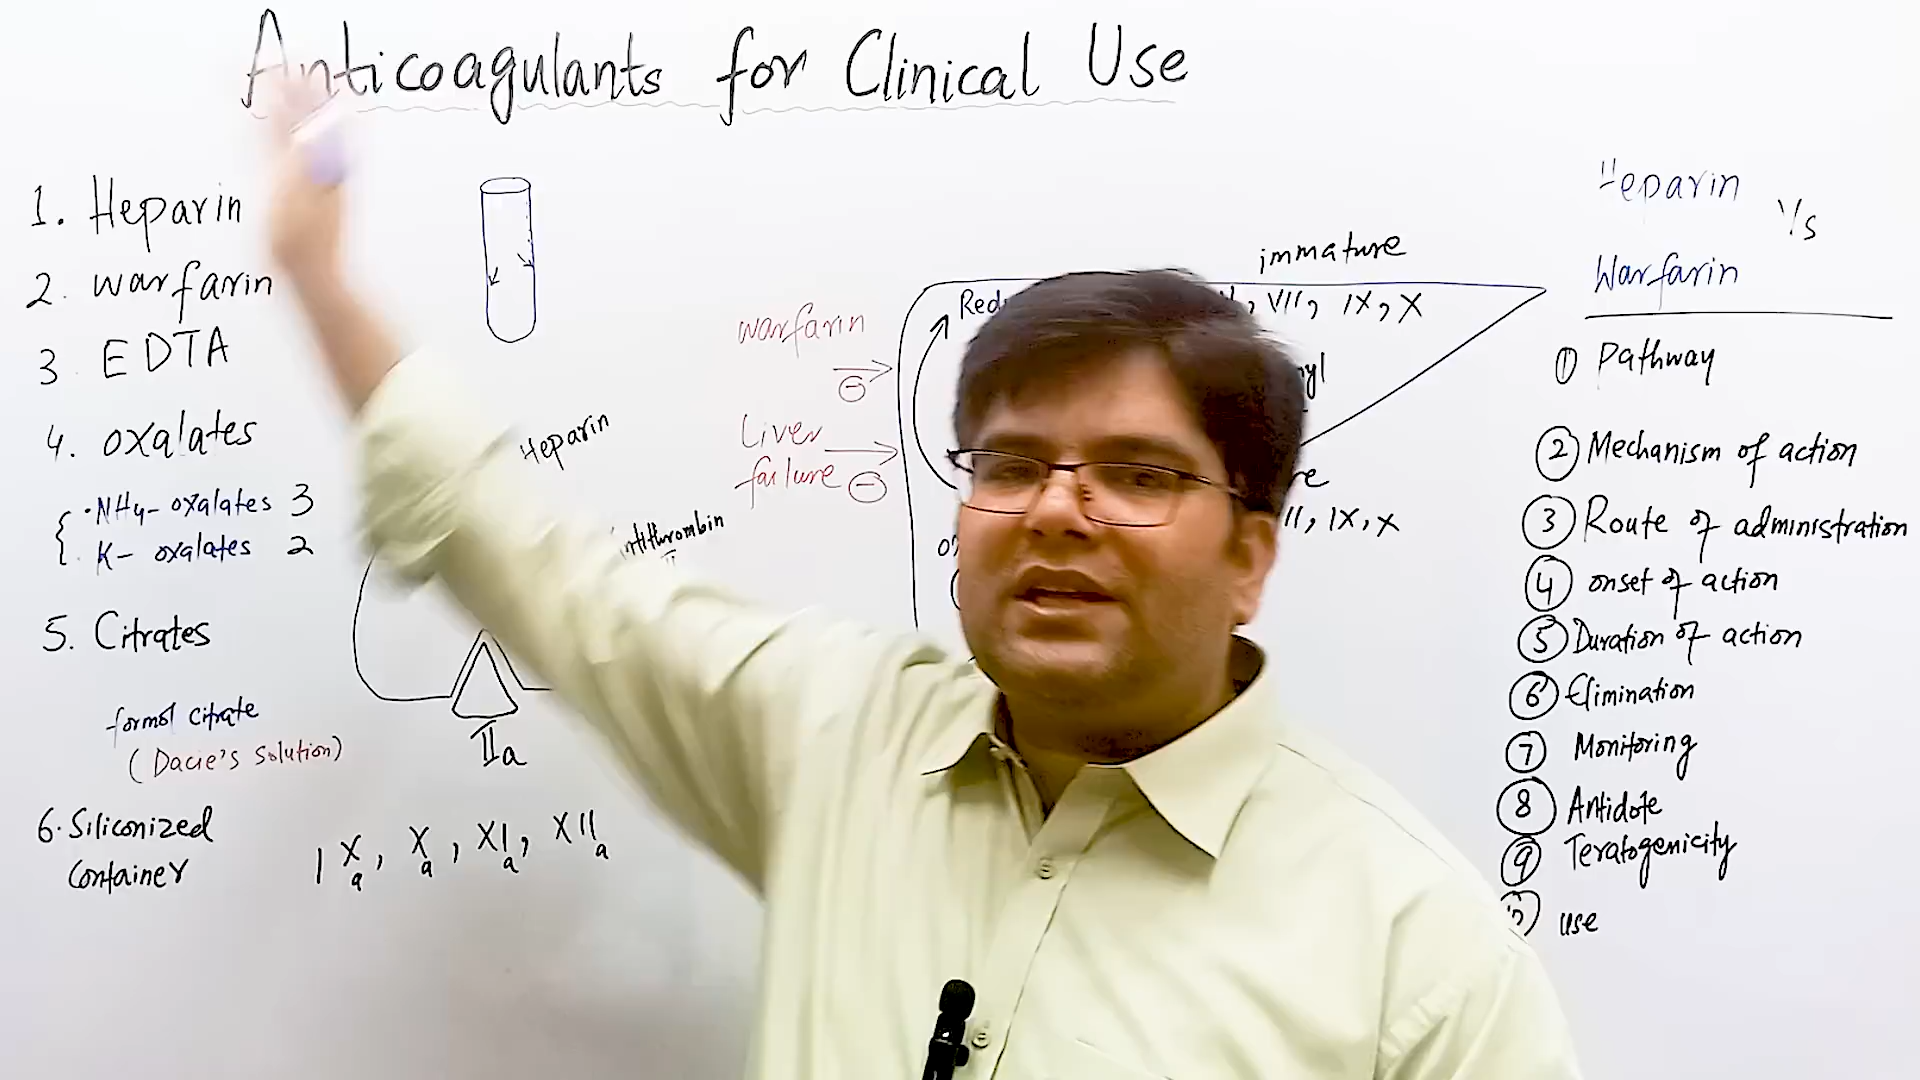 Anticoagulants for Clinical Use
1. Heparin
2. warfarin
3 EDTA
4. oxalates
• NH4- oxalates 3
K- oxalates 2
5. Citrates
formol citrate
(Dacie's solution)
6. Siliconized
container
Heparin
IIa
IXa, Xa, XIa, XIIa
warfarin
⊖
Liver
failure ⊖
immature
, VII, IX, X
, IX, X
Heparin
Vs
Warfarin
① Pathway
② Mechanism of action
③ Route of administration
④ onset of action
⑤ Duration of action
⑥ Elimination
⑦ Monitoring
⑧ Antidote
⑨ Teratogenicity
use